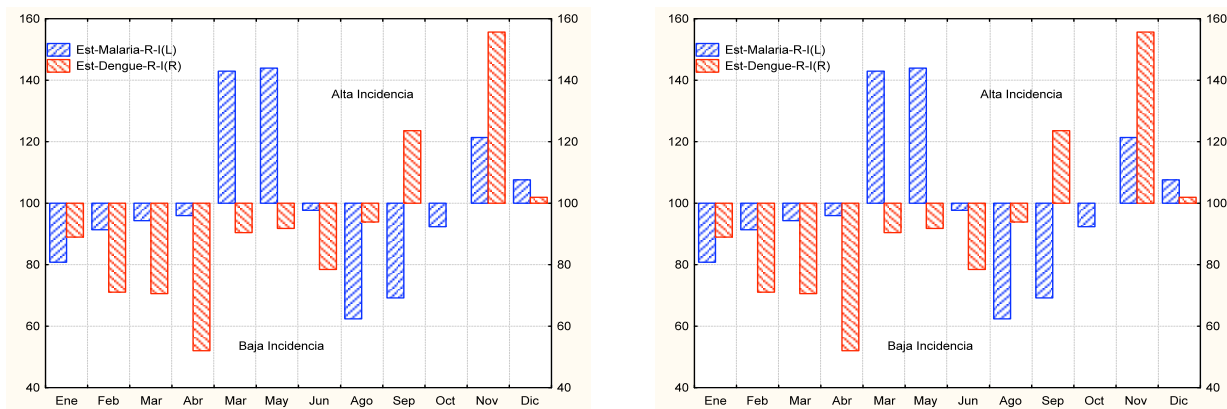 160 160
Est-Malaria-R-I(L)
Est-Dengue-R-I(R)
140 140
Alta Incidencia
120 120
100 100
80 80
60 60
Baja Incidencia
40 40
Ene Feb Mar Abr Mar May Jun Ago Sep Oct Nov Dic
160 160
Est-Malaria-R-I(L)
Est-Dengue-R-I(R)
140 140
Alta Incidencia
120 120
100 100
80 80
60 60
Baja Incidencia
40 40
Ene Feb Mar Abr Mar May Jun Ago Sep Oct Nov Dic